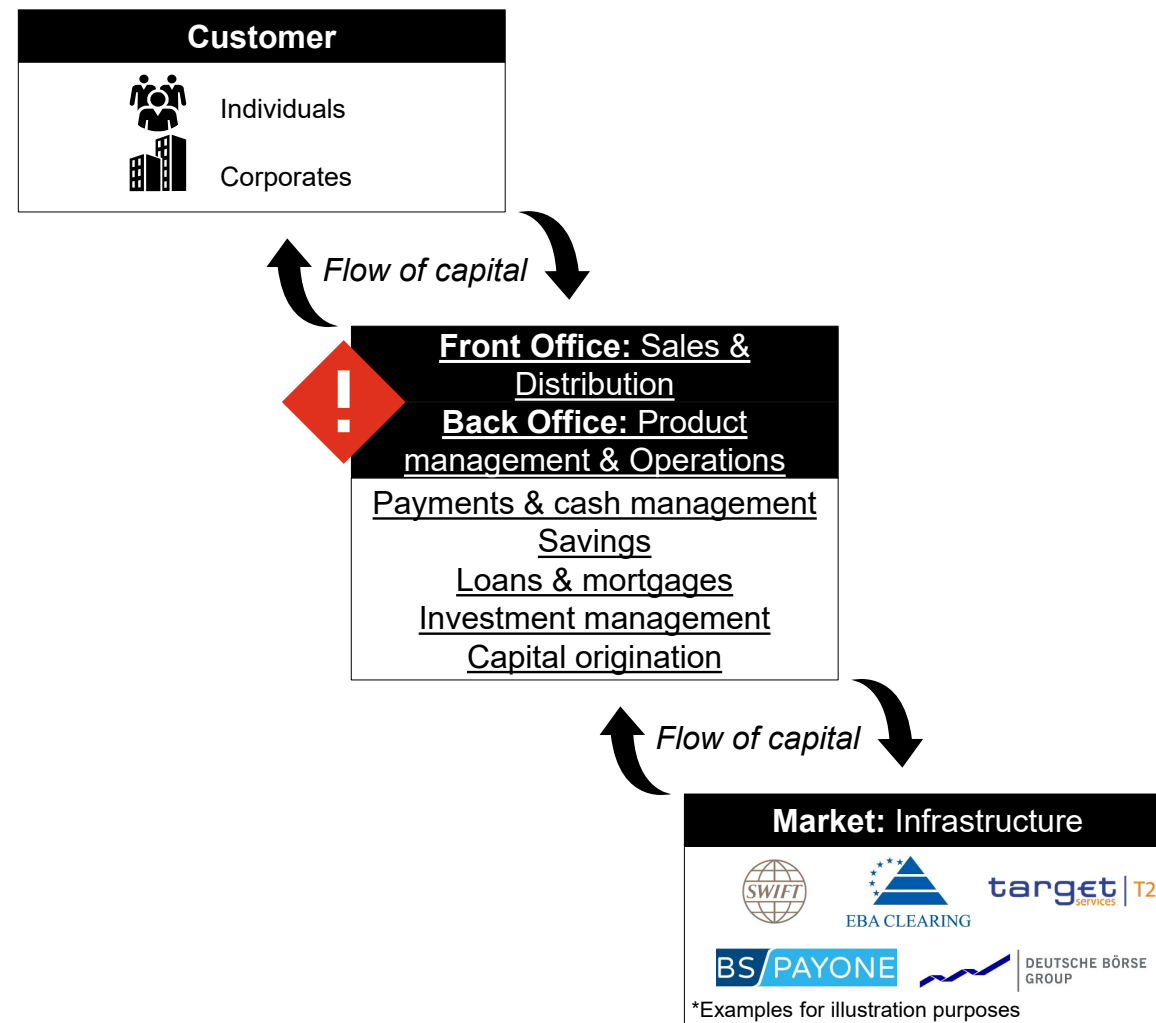 Customer
Individuals
Corporates
Flow of capital
!
Front Office: Sales &
Distribution
Back Office: Product
management & Operations
Payments & cash management
Savings
Loans & mortgages
Investment management
Capital origination
Flow of capital
Market: Infrastructure
SWIFT
EBA CLEARING
target services | T2
BS/PAYONE
DEUTSCHE BÖRSE
GROUP
*Examples for illustration purposes